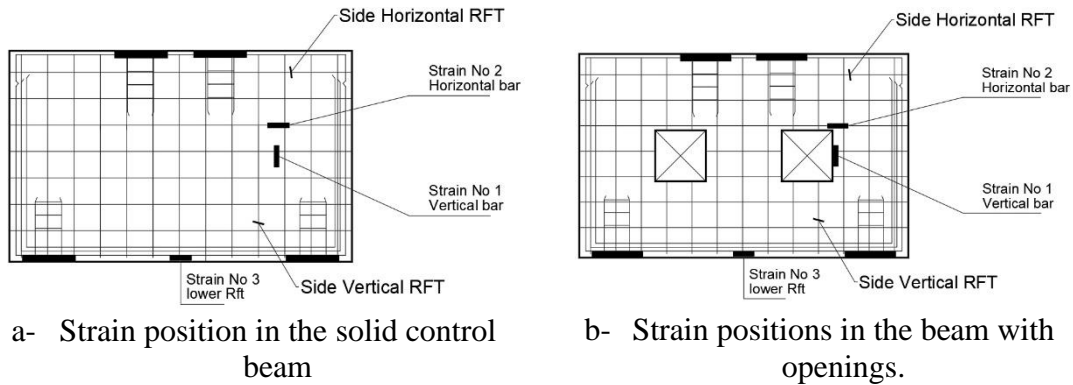 Side Horizontal RFT
Strain No 2
Horizontal bar
Strain No 1
Vertical bar
Strain No 3
lower Rft
Side Vertical RFT
a- Strain position in the solid control
beam
Side Horizontal RFT
Strain No 2
Horizontal bar
Strain No 1
Vertical bar
Strain No 3
lower Rft
Side Vertical RFT
b- Strain positions in the beam with
openings.